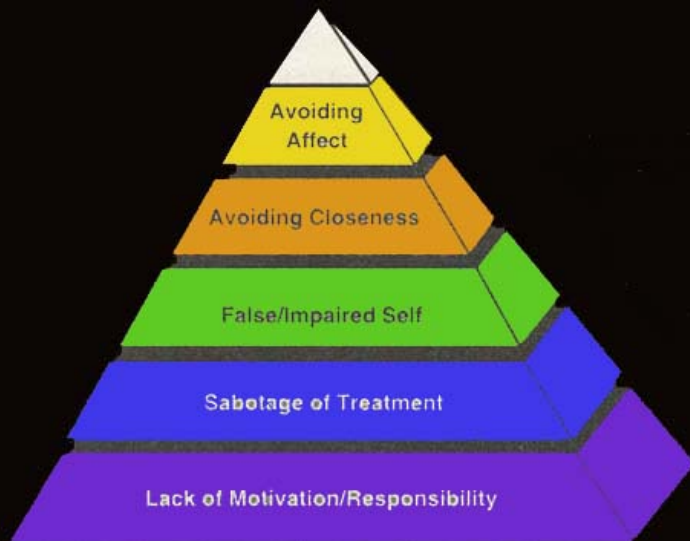 Avoiding
Affect
Avoiding Closeness
False/Impaired Self
Sabotage of Treatment
Lack of Motivation/Responsibility